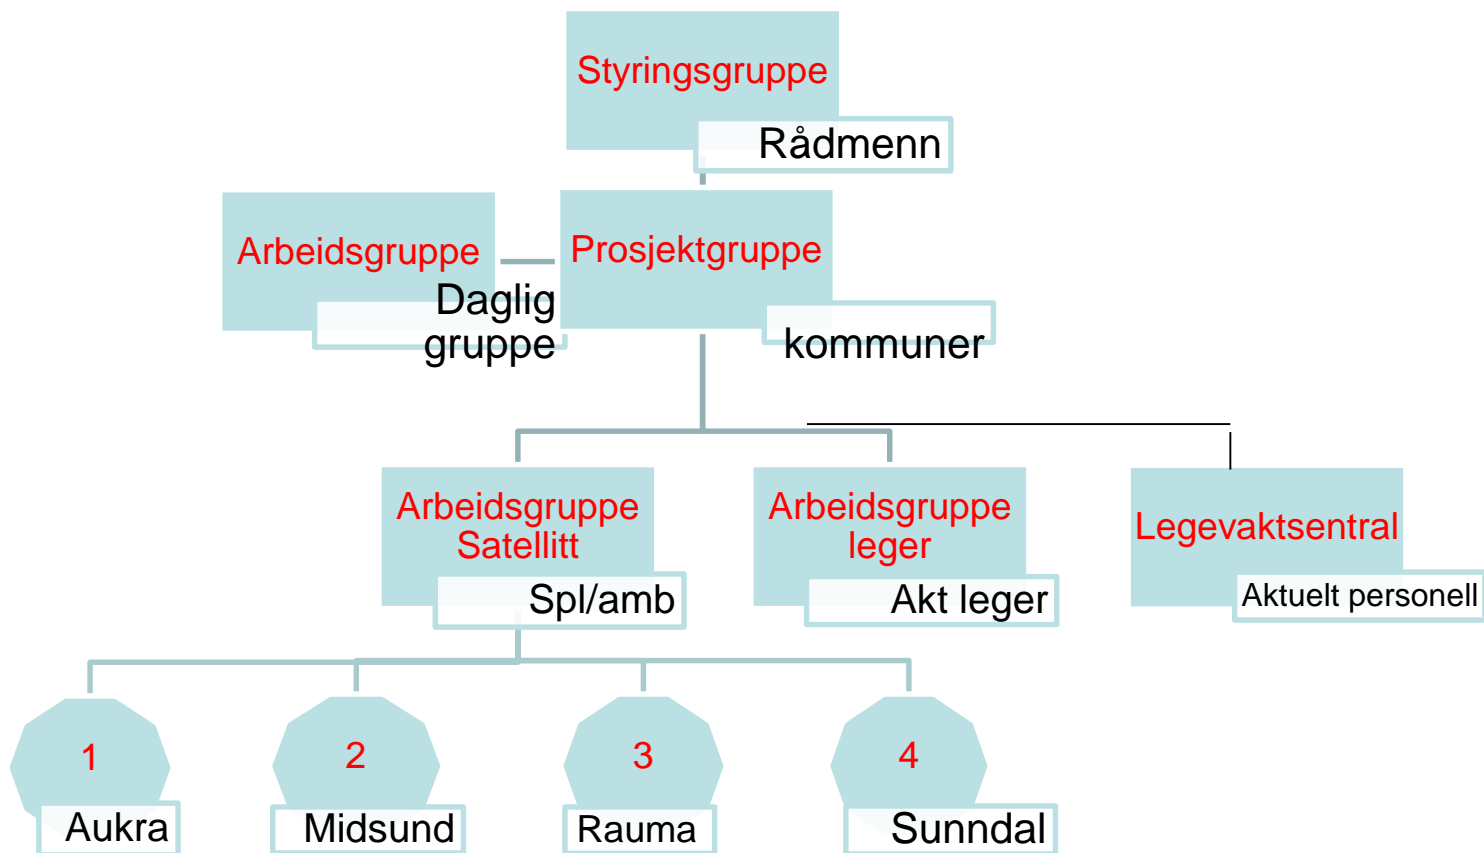 Styringsgruppe
Rådmenn
Arbeidsgruppe
Daglig
gruppe
Prosjektgruppe
kommuner
Arbeidsgruppe
Satellitt
Spl/amb
Arbeidsgruppe
leger
Akt leger
Legevaktsentral
Aktuelt personell
1
Aukra
2
Midsund
3
Rauma
4
Sunndal